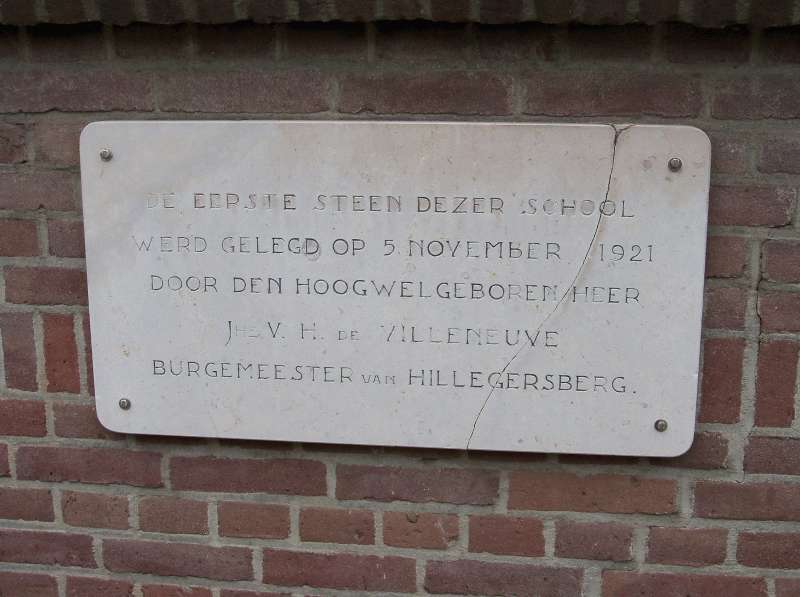 DE EERSTE STEEN DEZER SCHOOL
WERD GELEGD OP 5 NOVEMBER 1921
DOOR DEN HOOGWELGEBOREN HEER
JHR V. H. DE VILLENEUVE
BURGEMEESTER VAN HILLEGERSBERG.